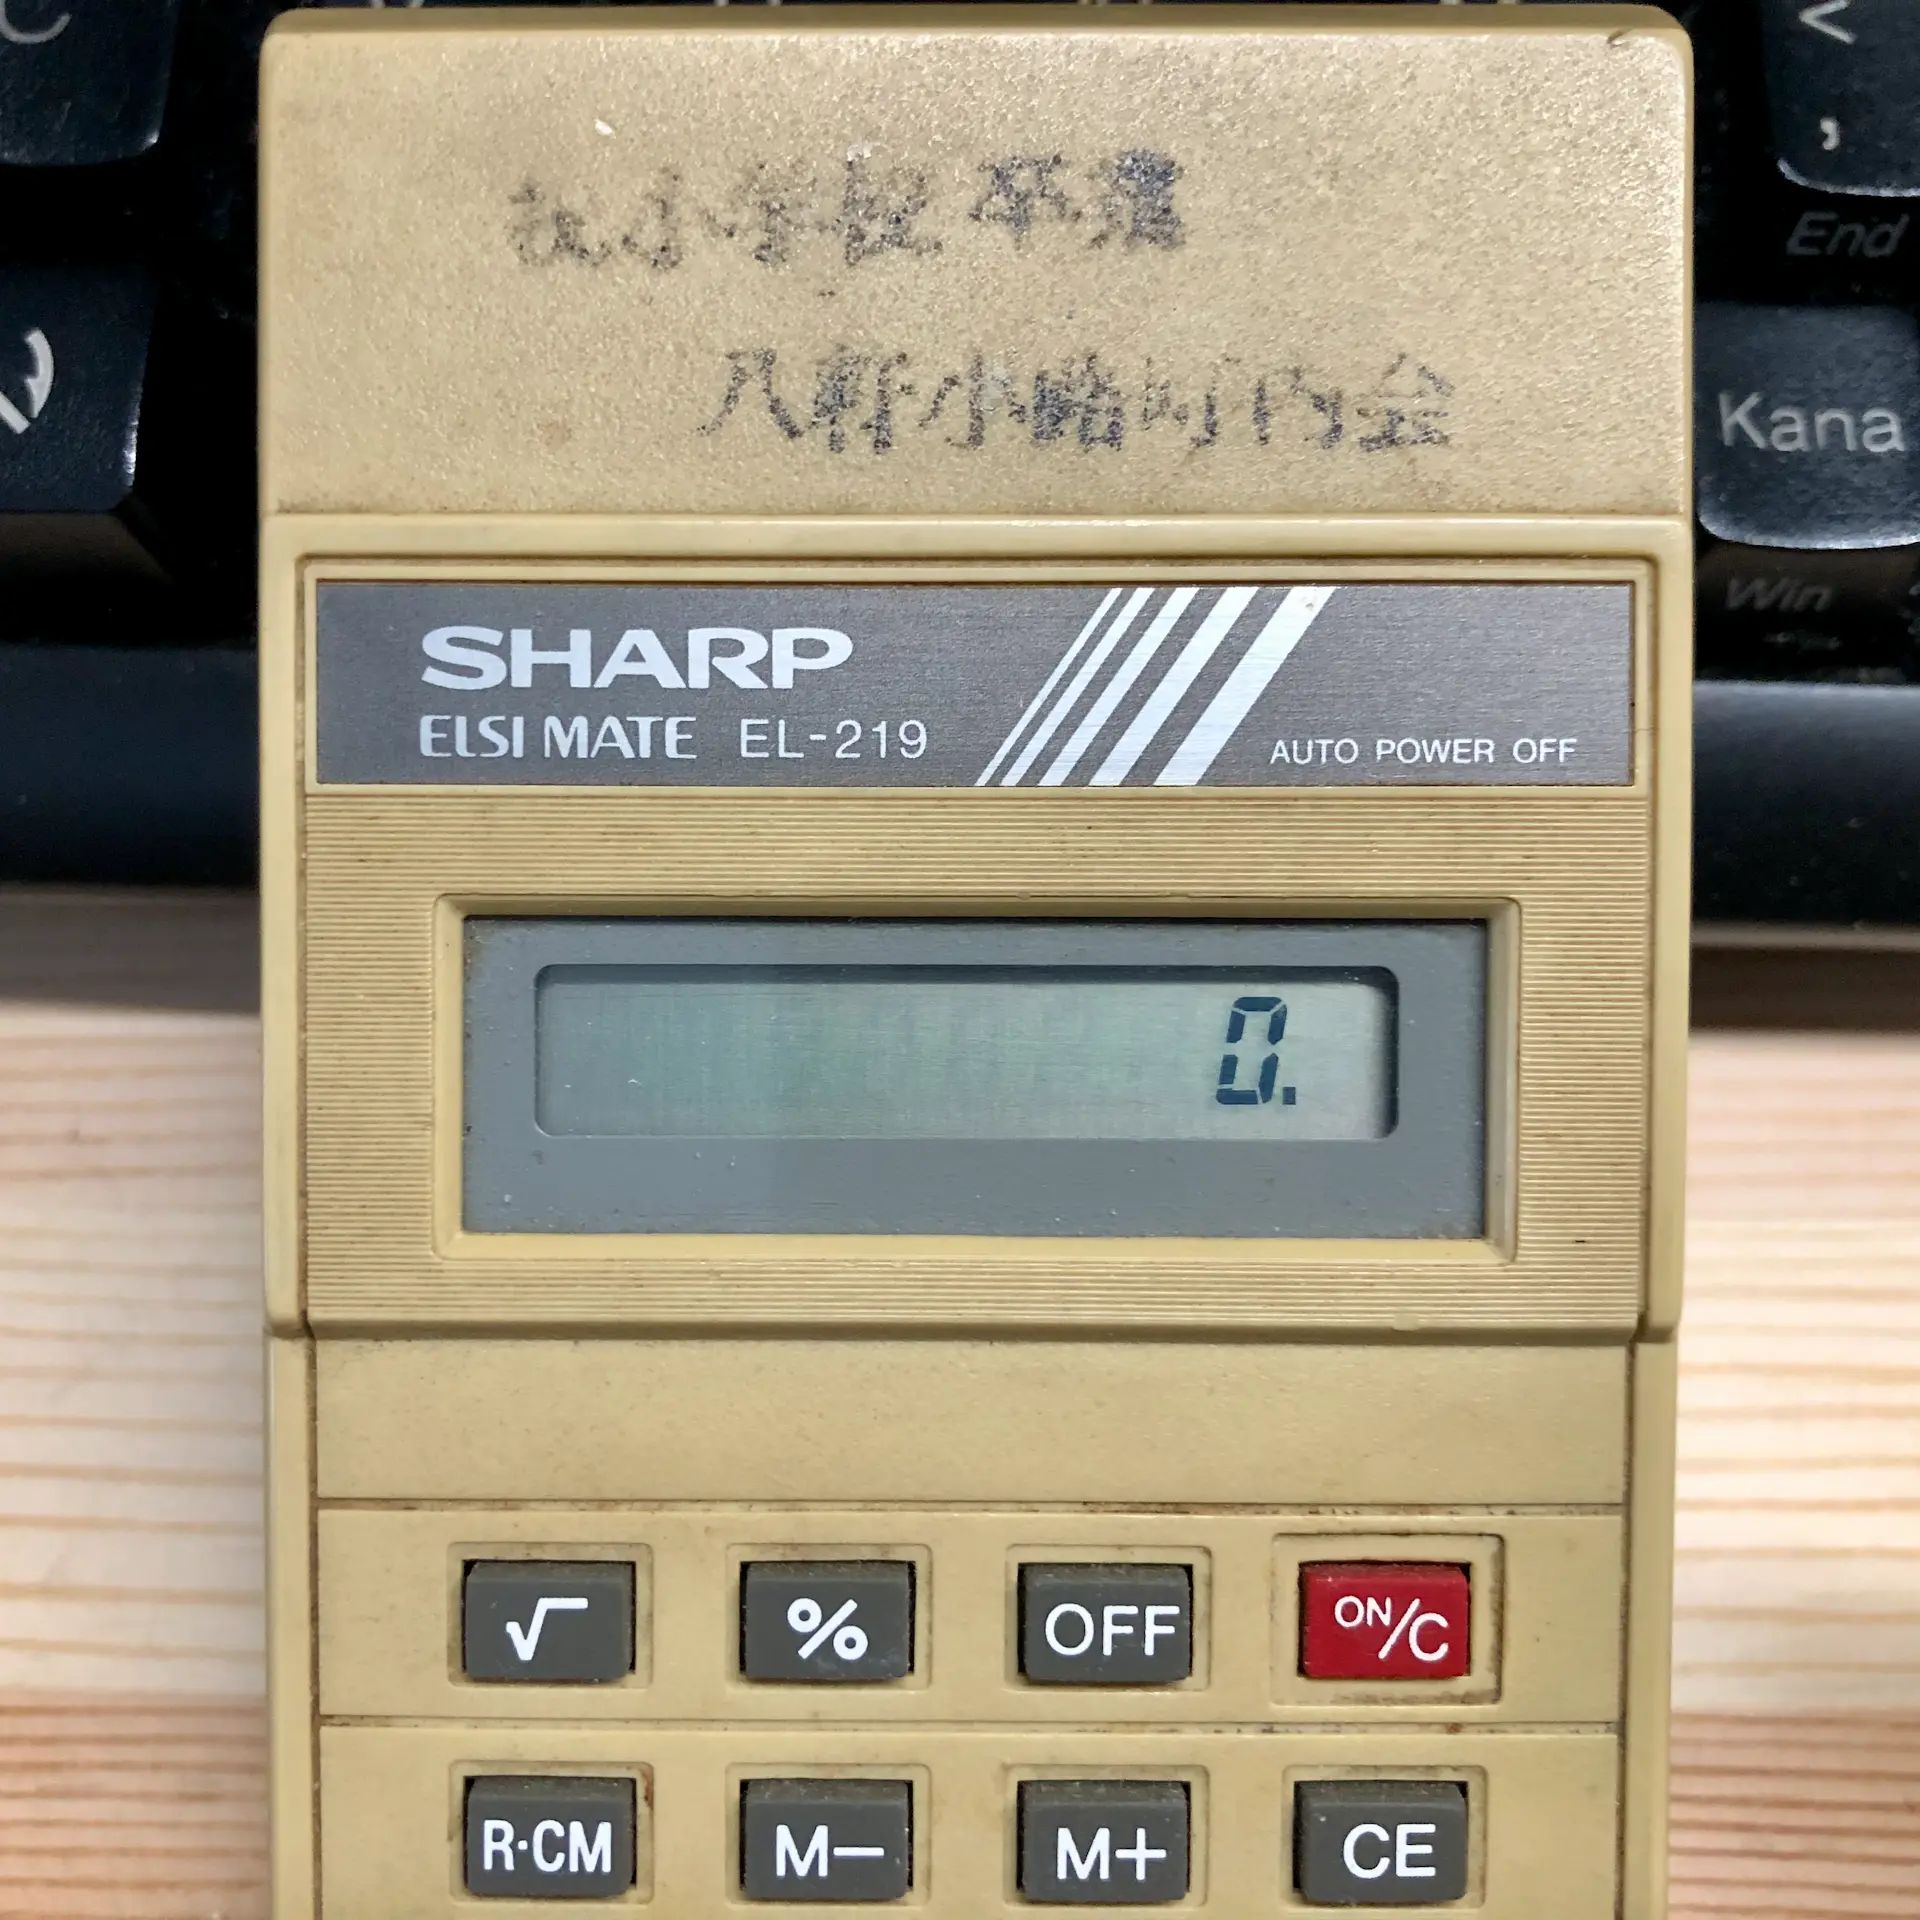 祝小学校卒業
八軒小路町内会
SHARP
ELSI MATE EL-219
AUTO POWER OFF
0.
√ % OFF ON/C
R·CM M− M+ CE
<
,
End
Kana
Win